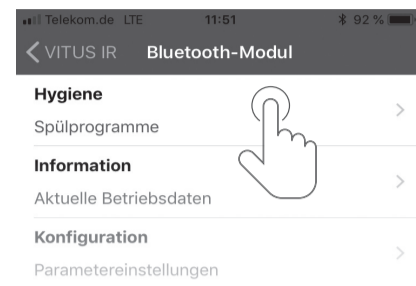 Telekom.de LTE 11:51 92 %
VITUS IR Bluetooth-Modul
Hygiene
Spülprogramme
Information
Aktuelle Betriebsdaten
Konfiguration
Parametereinstellungen